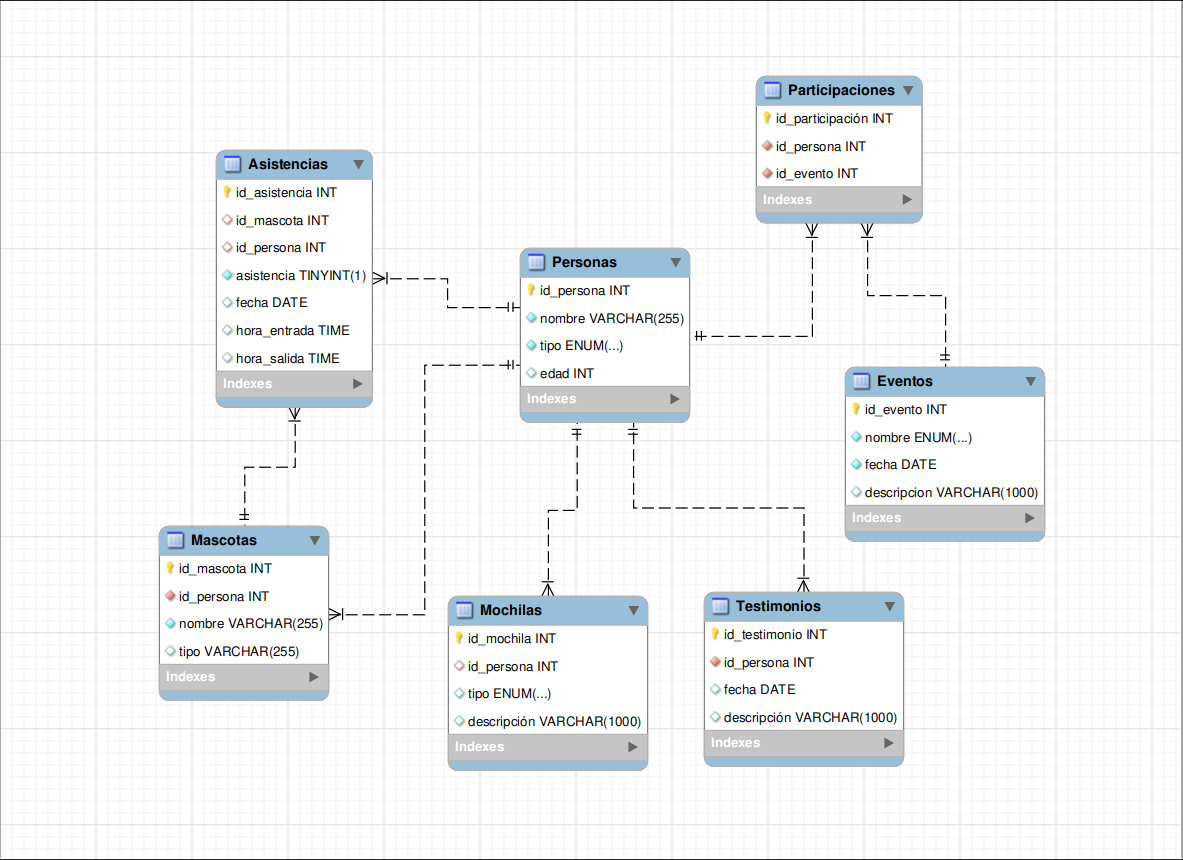 Participaciones
id_participación INT
id_persona INT
id_evento INT
Indexes
Asistencias
id_asistencia INT
id_mascota INT
id_persona INT
asistencia TINYINT(1)
fecha DATE
hora_entrada TIME
hora_salida TIME
Indexes
Personas
id_persona INT
nombre VARCHAR(255)
tipo ENUM(...)
edad INT
Indexes
Eventos
id_evento INT
nombre ENUM(...)
fecha DATE
descripcion VARCHAR(1000)
Indexes
Mascotas
id_mascota INT
id_persona INT
nombre VARCHAR(255)
tipo VARCHAR(255)
Indexes
Mochilas
id_mochila INT
id_persona INT
tipo ENUM(...)
descripción VARCHAR(1000)
Indexes
Testimonios
id_testimonio INT
id_persona INT
fecha DATE
descripción VARCHAR(1000)
Indexes